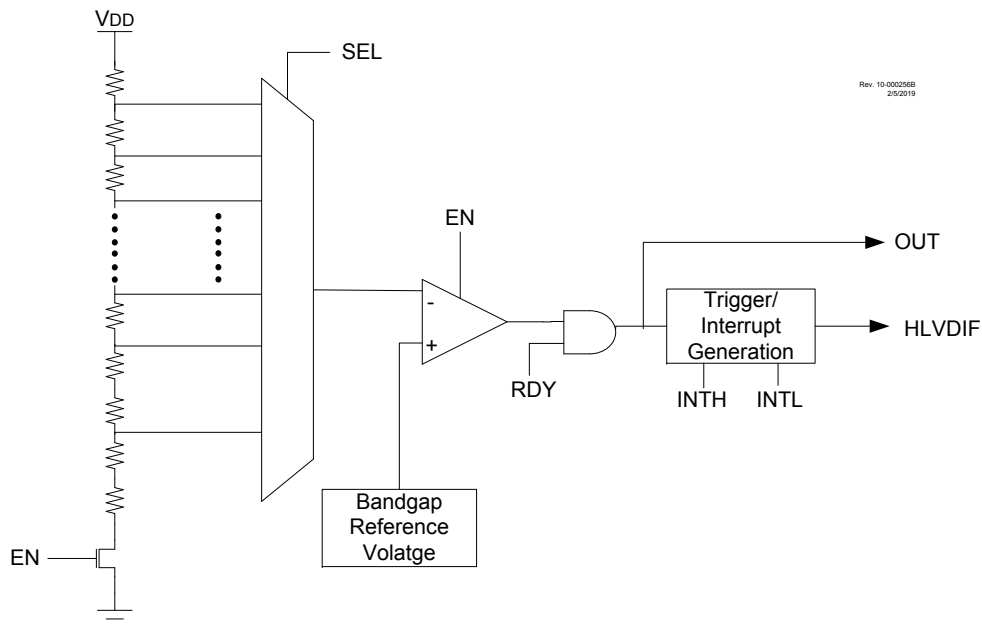 VDD
SEL
Rev. 10-000256B
2/5/2019
EN
OUT
-
+
Trigger/
Interrupt
Generation
HLVDIF
RDY
INTH
INTL
Bandgap
Reference
Volatge
EN